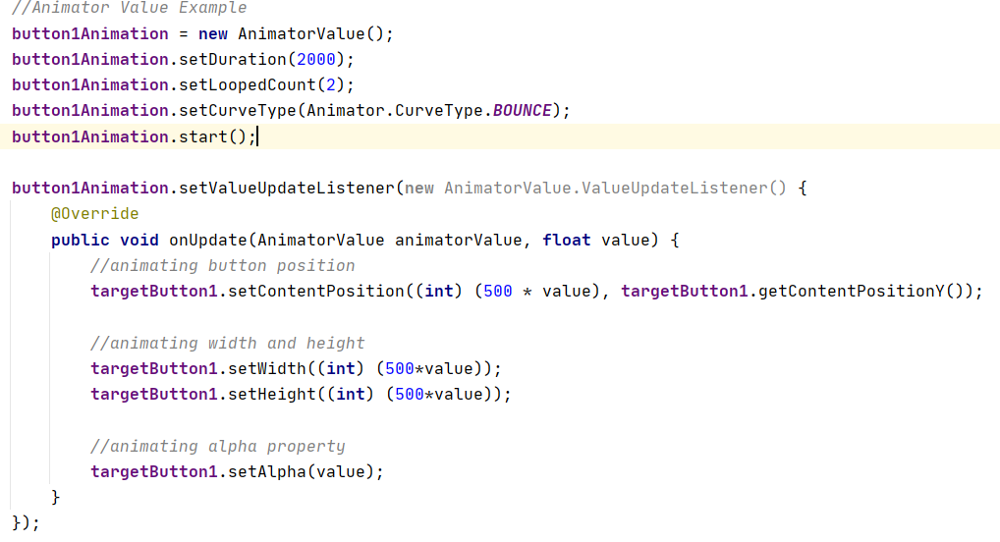 //Animator Value Example
button1Animation = new AnimatorValue();
button1Animation.setDuration(2000);
button1Animation.setLoopedCount(2);
button1Animation.setCurveType(Animator.CurveType.BOUNCE);
button1Animation.start();
button1Animation.setValueUpdateListener(new AnimatorValue.ValueUpdateListener() {
@Override
public void onUpdate(AnimatorValue animatorValue, float value) {
//animating button position
targetButton1.setContentPosition((int) (500 * value), targetButton1.getContentPositionY());
//animating width and height
targetButton1.setWidth((int) (500*value));
targetButton1.setHeight((int) (500*value));
//animating alpha property
targetButton1.setAlpha(value);
}
});